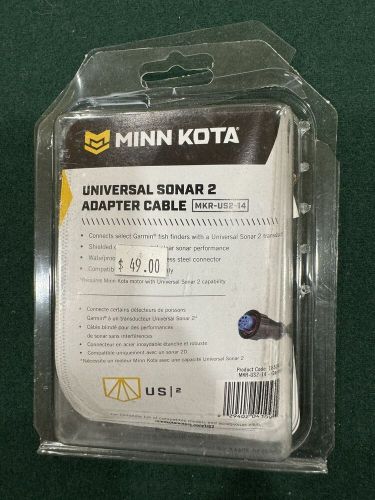 MINN KOTA
UNIVERSAL SONAR 2
ADAPTER CABLE MKR-US2-14
• Connects select Garmin® fish finders with a Universal Sonar 2
• Shielded sonar performance
• steel connector
•
$ 49.00
*Requires Minn Kota motor with Universal Sonar 2 capability
• Connecte certains détecteurs de poissons
Garmin® à un transducteur Universal Sonar 2*
• Câble blindé pour des performances
de sonar sans interférences
• Connecteur en acier inoxydable étanche et robuste
• Compatible uniquement avec un sonar 2D
*Nécessite un moteur Minn Kota avec une capacité Universal Sonar 2
US|2
Product Code:
MKR-US2-14